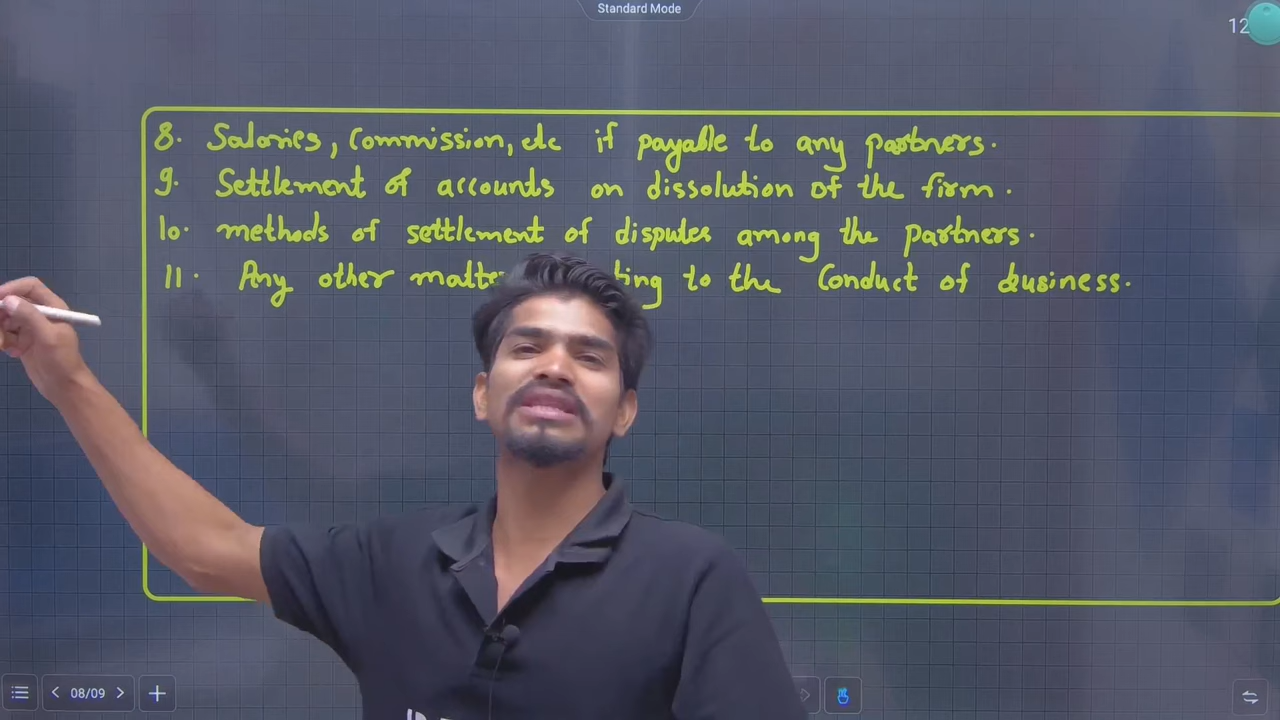 Standard Mode
12
8. Salaries, Commission, etc if payable to any partners.
9. Settlement of accounts on dissolution of the firm.
10. methods of settlement of disputes among the partners.
11. Any other matte ting to the Conduct of business.
08/09